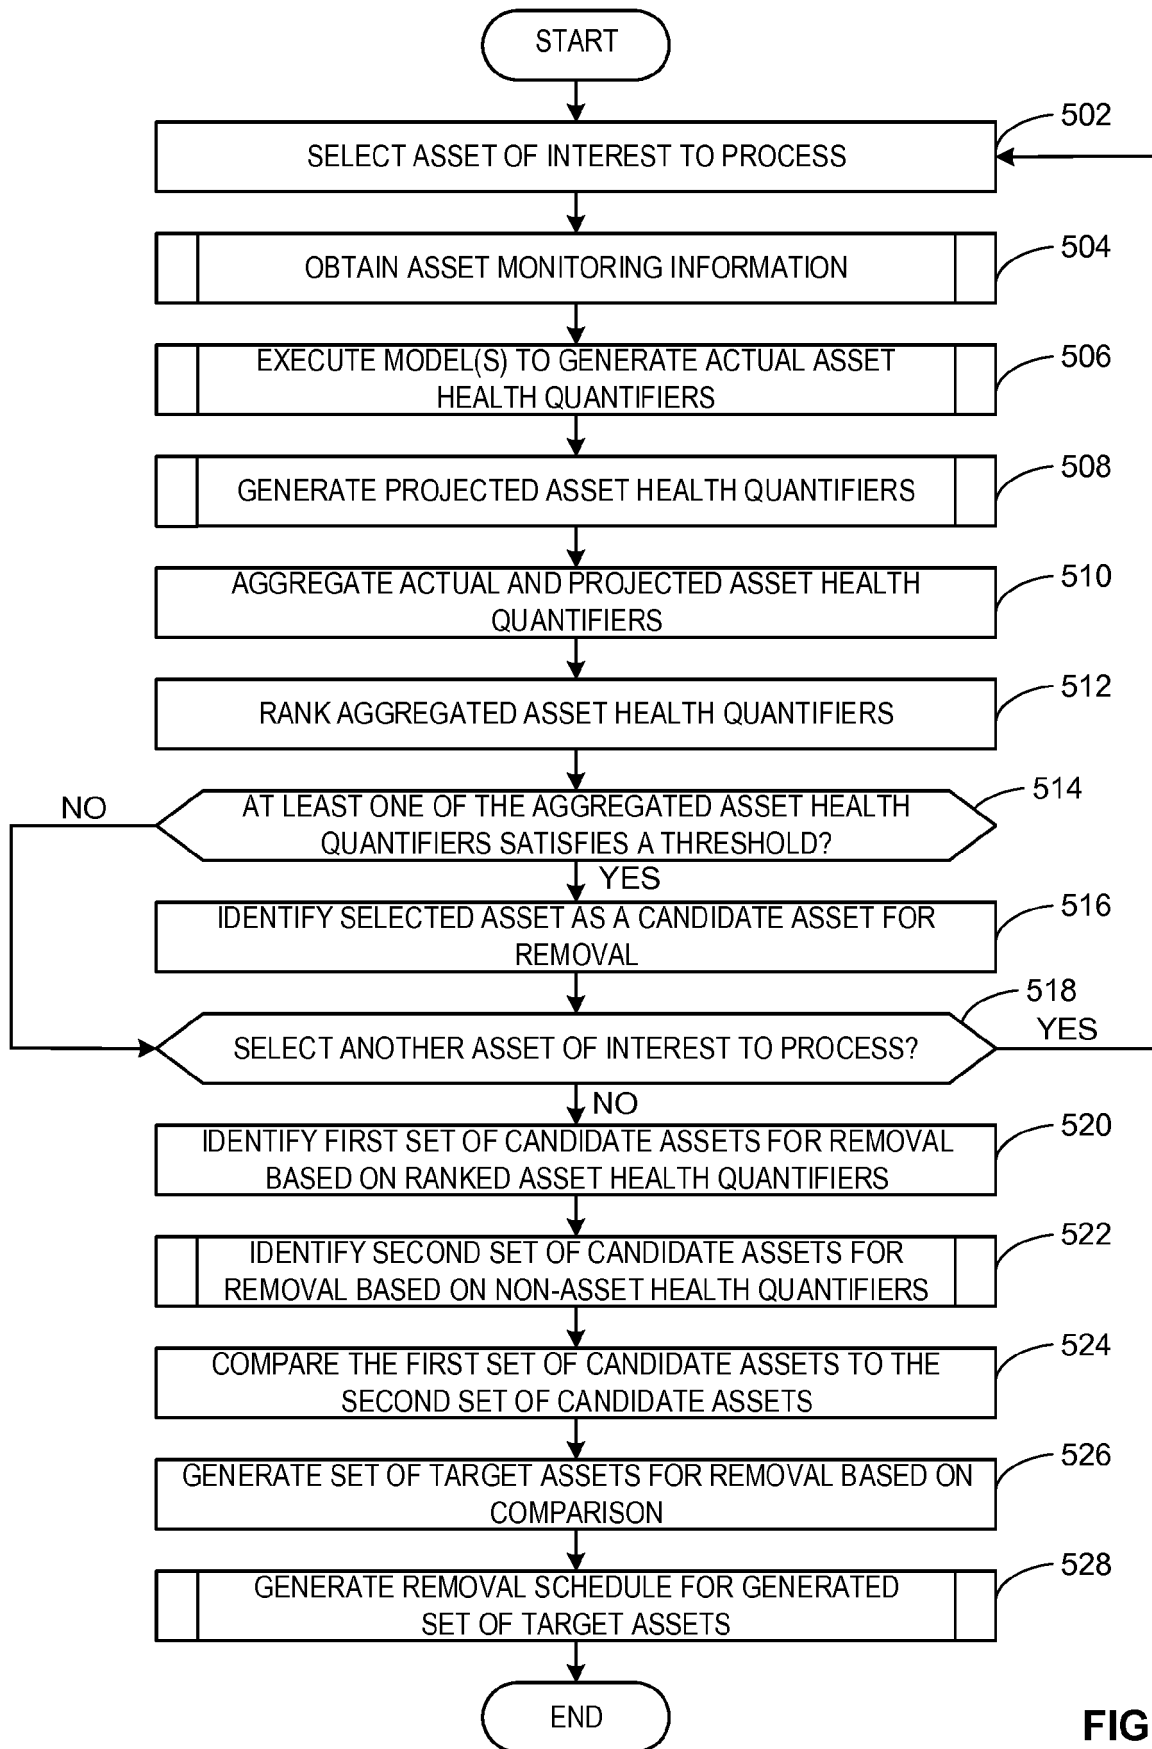 START
502
SELECT ASSET OF INTEREST TO PROCESS
504
OBTAIN ASSET MONITORING INFORMATION
506
EXECUTE MODEL(S) TO GENERATE ACTUAL ASSET
HEALTH QUANTIFIERS
508
GENERATE PROJECTED ASSET HEALTH QUANTIFIERS
510
AGGREGATE ACTUAL AND PROJECTED ASSET HEALTH
QUANTIFIERS
512
RANK AGGREGATED ASSET HEALTH QUANTIFIERS
514
NO
AT LEAST ONE OF THE AGGREGATED ASSET HEALTH
QUANTIFIERS SATISFIES A THRESHOLD?
YES
516
IDENTIFY SELECTED ASSET AS A CANDIDATE ASSET FOR
REMOVAL
518
SELECT ANOTHER ASSET OF INTEREST TO PROCESS?
YES
NO
520
IDENTIFY FIRST SET OF CANDIDATE ASSETS FOR REMOVAL
BASED ON RANKED ASSET HEALTH QUANTIFIERS
522
IDENTIFY SECOND SET OF CANDIDATE ASSETS FOR
REMOVAL BASED ON NON-ASSET HEALTH QUANTIFIERS
524
COMPARE THE FIRST SET OF CANDIDATE ASSETS TO THE
SECOND SET OF CANDIDATE ASSETS
526
GENERATE SET OF TARGET ASSETS FOR REMOVAL BASED ON
COMPARISON
528
GENERATE REMOVAL SCHEDULE FOR GENERATED
SET OF TARGET ASSETS
END
FIG